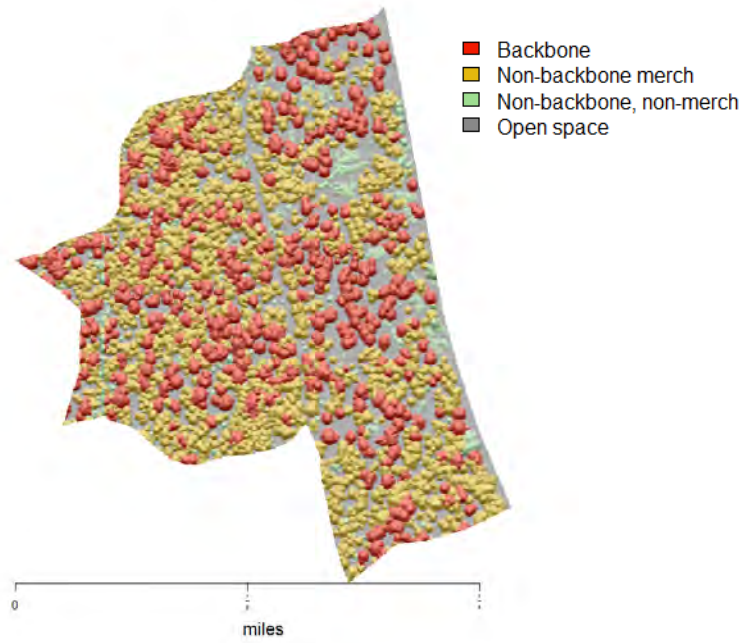 Backbone
Non-backbone merch
Non-backbone, non-merch
Open space
0
miles